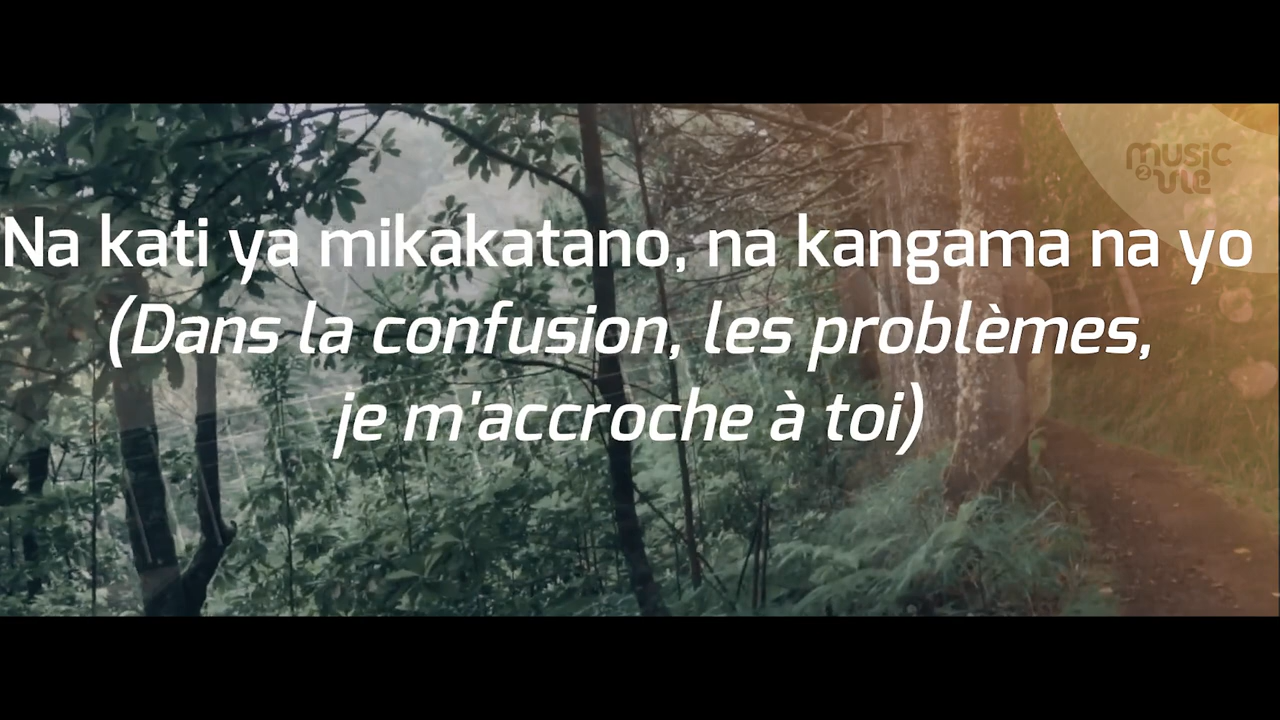 music
2 vie
Na kati ya mikakatano, na kangama na yo
(Dans la confusion, les problèmes,
je m'accroche à toi)